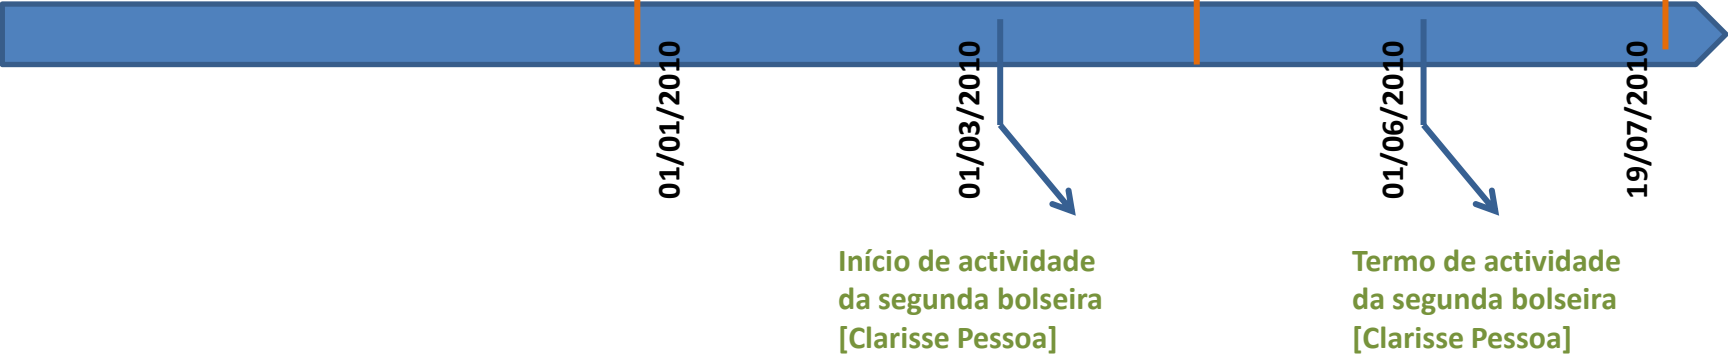 01/01/2010
01/03/2010
01/06/2010
19/07/2010
Início de actividade
da segunda bolseira
[Clarisse Pessoa]
Termo de actividade
da segunda bolseira
[Clarisse Pessoa]